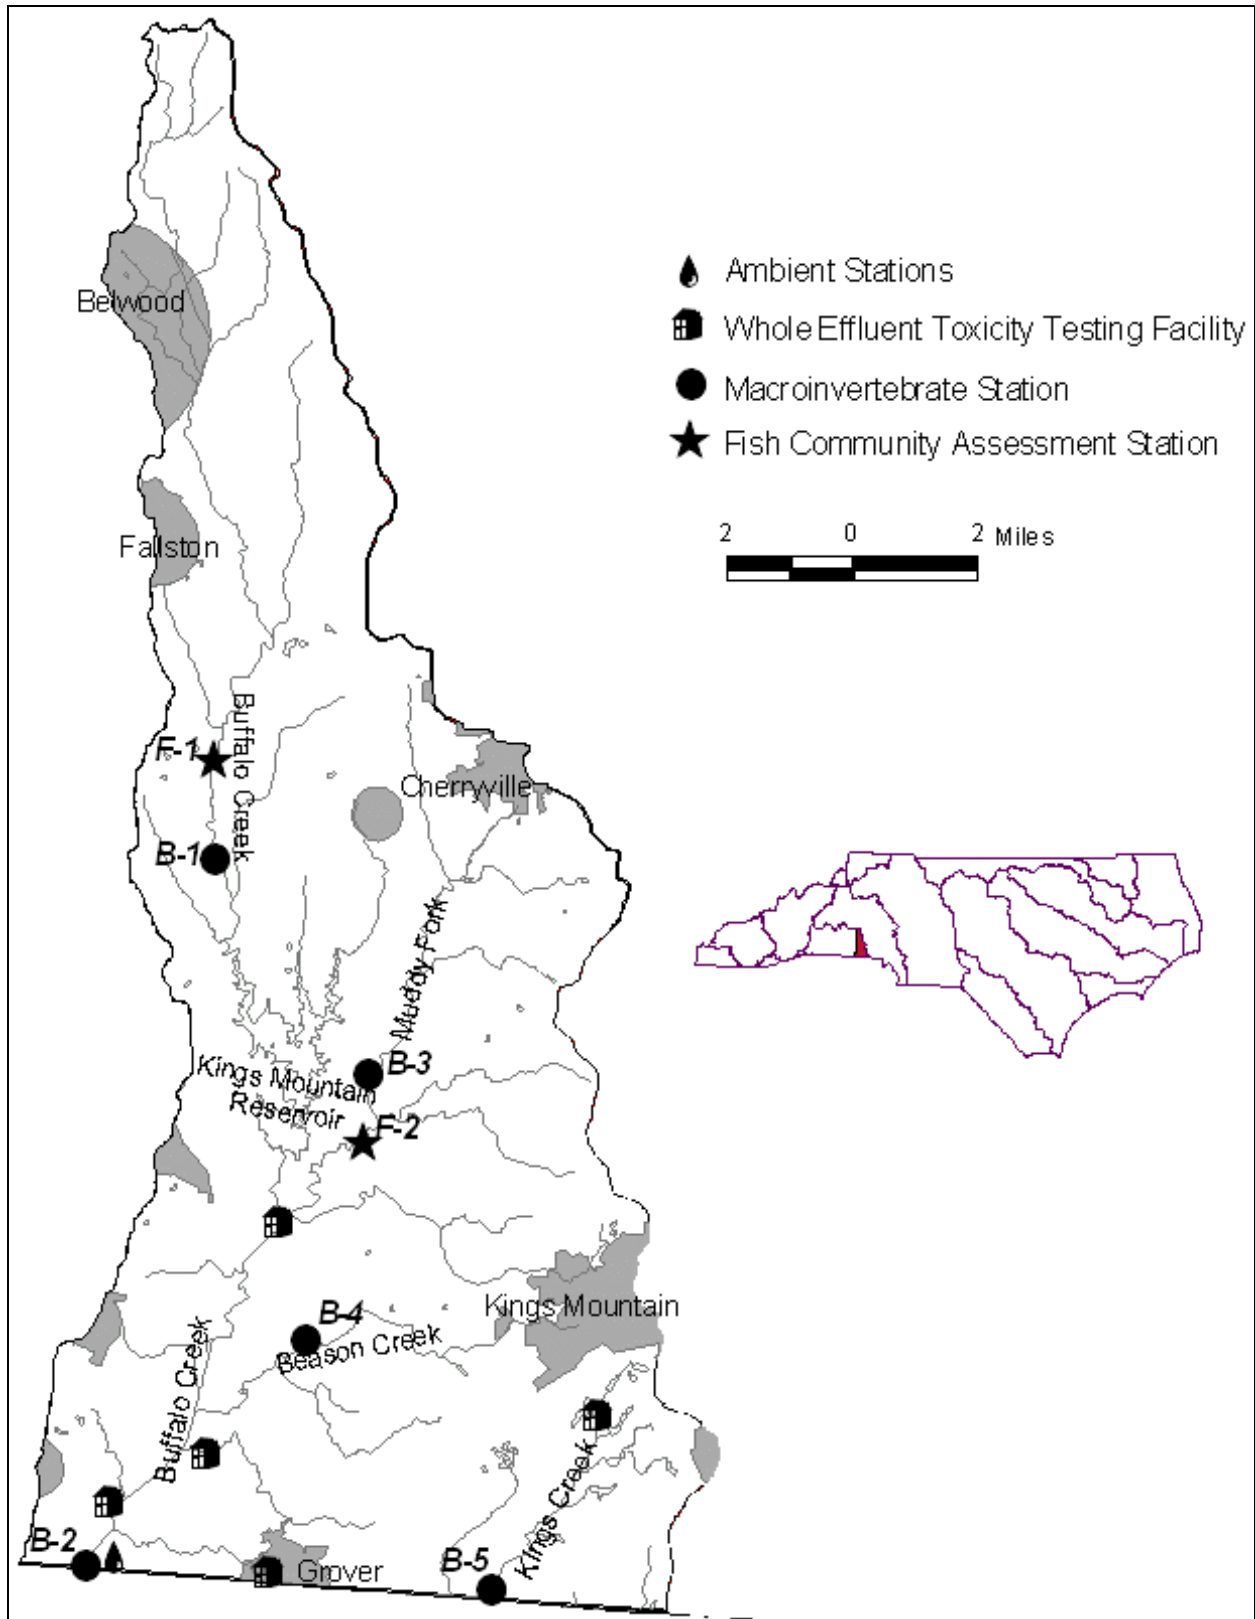 Ambient Stations
Belwood
Whole Effluent Toxicity Testing Facility
Macroinvertebrate Station
Fish Community Assessment Station
2 0 2 Miles
Fallston
Buffalo Creek
F-1
Cherryville
B-1
Muddy Fork
B-3
Kings Mountain
Reservoir
F-2
Kings Mountain
B-4
Beason Creek
Buffalo Creek
Kings Creek
B-2
B-5
Grover